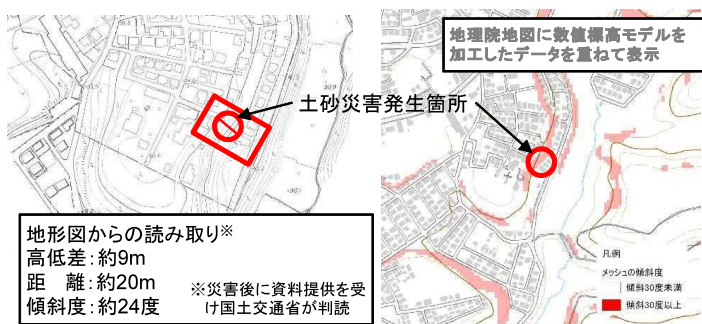 地理院地図に数値標高モデルを
加工したデータを重ねて表示
土砂災害発生箇所
地形図からの読み取り※
高低差：約9m
距　離：約20m
傾斜度：約24度
※災害後に資料提供を受
け国土交通省が判読
凡例
メッシュの傾斜度
傾斜30度未満
傾斜30度以上